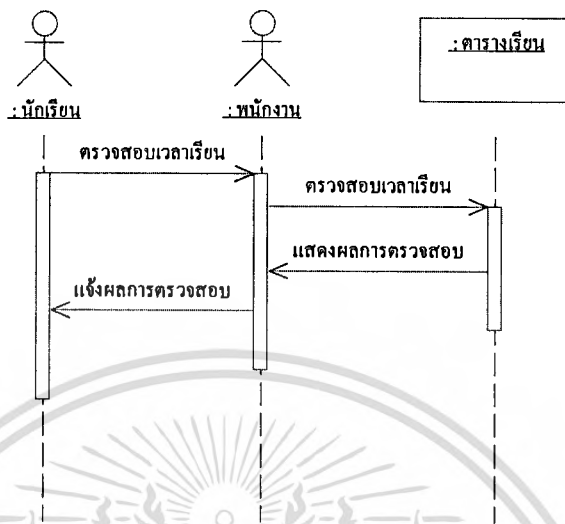 : นักเรียน
: พนักงาน
: ตารางเรียน
ตรวจสอบเวลาเรียน
ตรวจสอบเวลาเรียน
แสดงผลการตรวจสอบ
แจ้งผลการตรวจสอบ